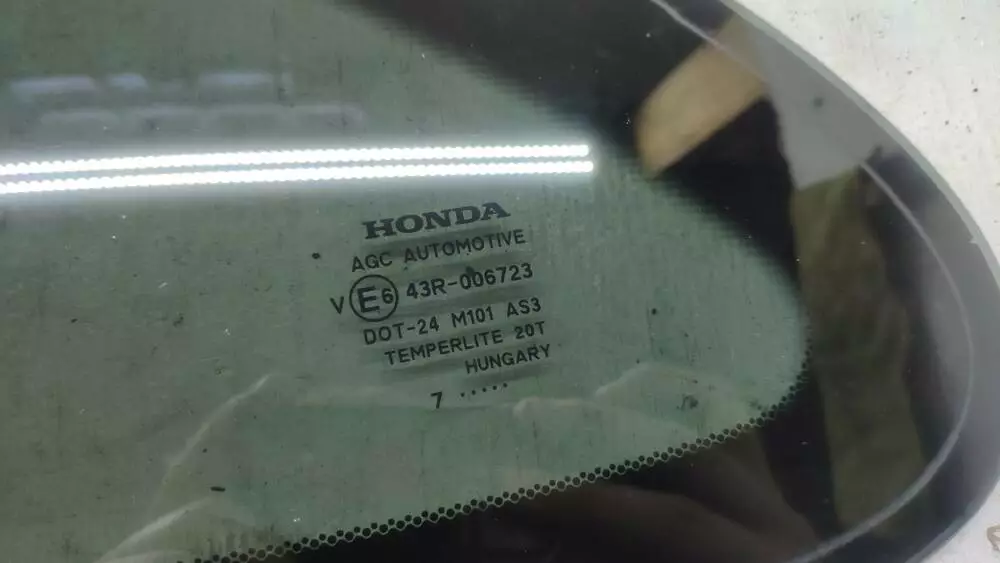 HONDA
AGC AUTOMOTIVE
V E6 43R-006723
DOT-24 M101 AS3
TEMPERLITE 20T
HUNGARY
7 .....